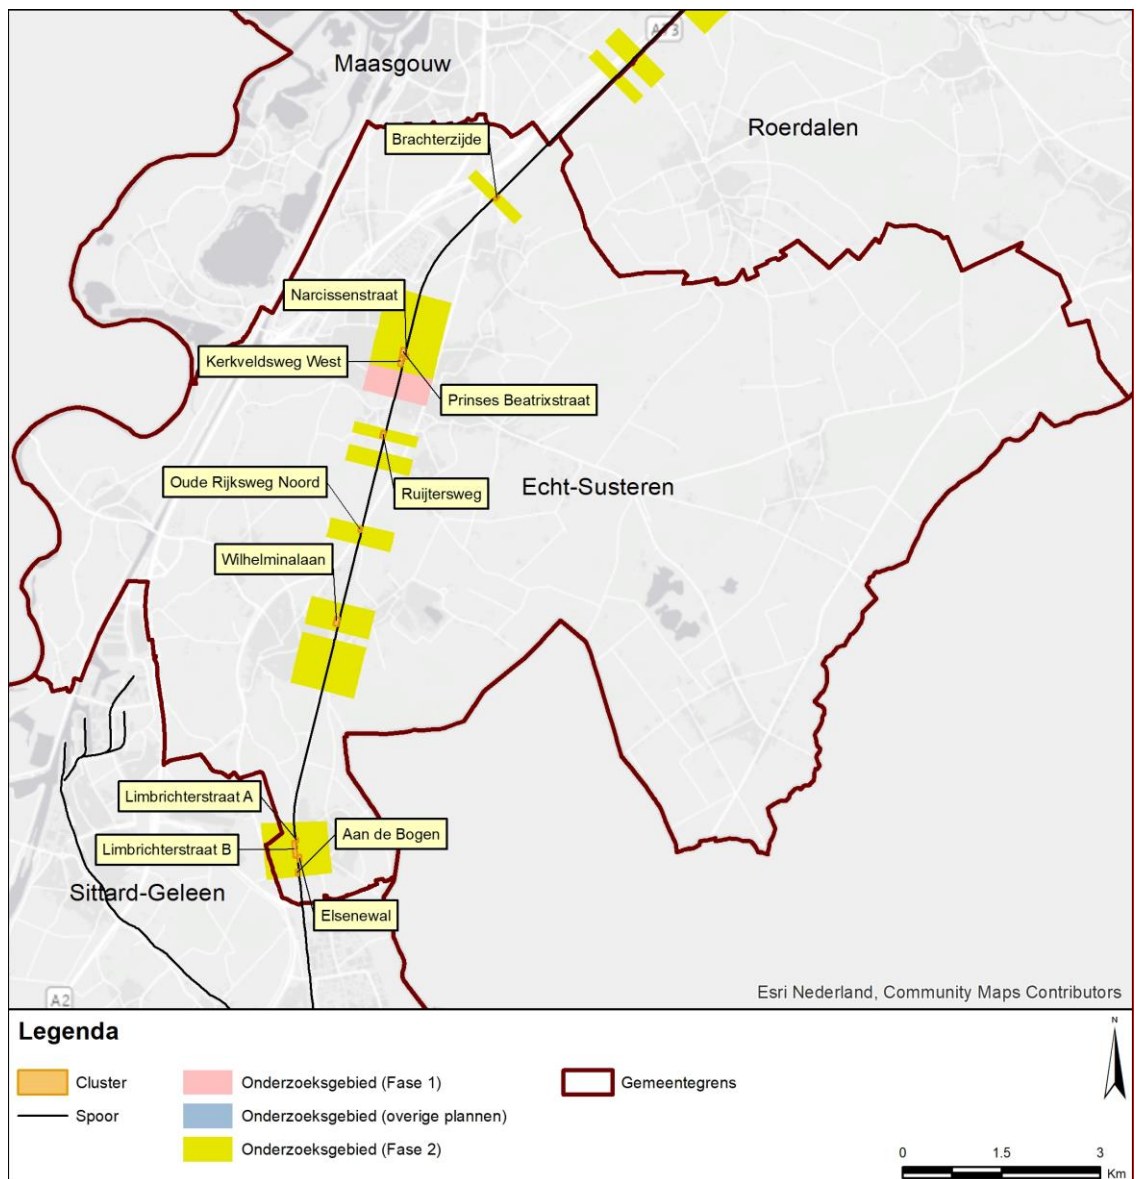 A73
Maasgouw
Roerdalen
Brachterzijde
Narcissenstraat
Kerkveldsweg West
Prinses Beatrixstraat
Oude Rijksweg Noord
Ruijtersweg
Echt-Susteren
Wilhelminalaan
Limbrichterstraat A
Aan de Bogen
Limbrichterstraat B
Sittard-Geleen
Elsenewal
A2
Esri Nederland, Community Maps Contributors
Legenda
Cluster
Spoor
Onderzoeksgebied (Fase 1)
Onderzoeksgebied (overige plannen)
Onderzoeksgebied (Fase 2)
Gemeentegrens
N
0 1.5 3
Km